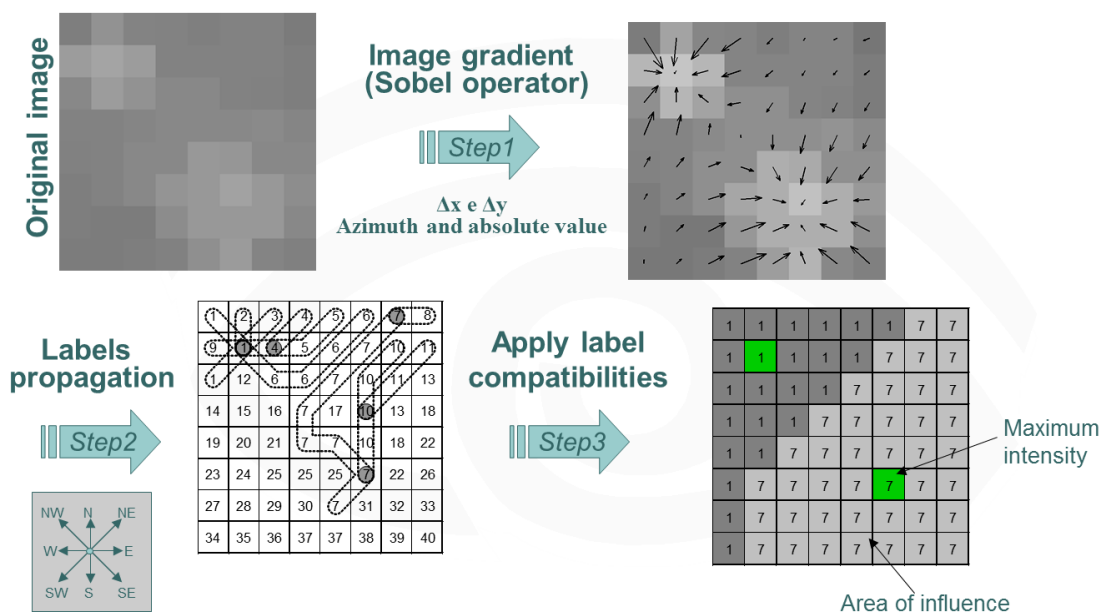 Original image
Image gradient
(Sobel operator)
Step1
Δx e Δy
Azimuth and absolute value
Labels
propagation
Step2
NW N NE
W E
SW S SE
1 2 3 4 5 6 7 8
9 1 4 5 6 7 10 11
1 12 6 6 7 10 11 13
14 15 16 7 17 10 13 18
19 20 21 7 7 10 18 22
23 24 25 25 25 7 22 26
27 28 29 30 7 31 32 33
34 35 36 37 37 38 39 40
Apply label
compatibilities
Step3
1 1 1 1 1 1 7 7
1 1 1 1 1 7 7 7
1 1 1 1 7 7 7 7
1 1 1 7 7 7 7 7
1 1 7 7 7 7 7 7
1 7 7 7 7 7 7 7
1 7 7 7 7 7 7 7
1 7 7 7 7 7 7 7
Maximum
intensity
Area of influence